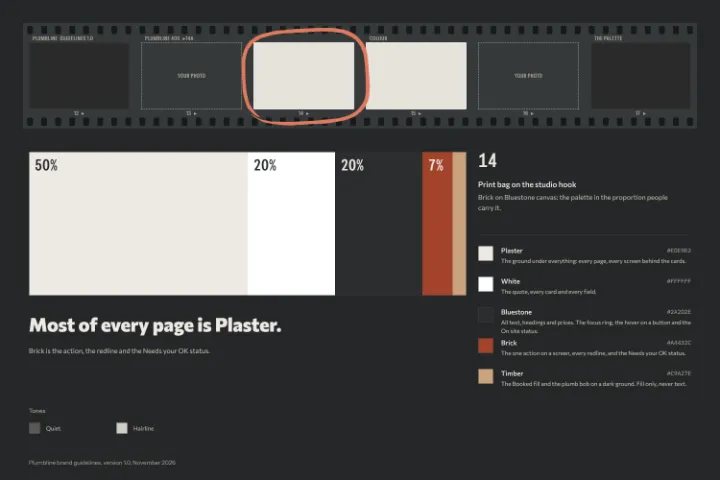 PLUMBLINE GUIDELINES 1.0
PLUMBLINE 400
COLOUR
THE PALETTE
YOUR PHOTO
YOUR PHOTO
12
13
14
15
16
17
50%
20%
20%
7%
14
Print bag on the studio hook
Brick on Bluestone canvas: the palette in the proportion people
carry it.
Plaster
The ground under everything: every page, every screen behind the cards.
White
#FFFFFF
The quote, every card and every field.
Bluestone
#2A2D2E
All text, headings and prices. The focus ring, the hover on a button and the
On site status.
Brick
The one action on a screen, every redline, and the Needs your OK status.
Timber
#C9A27E
The Booked fill and the plumb bob on a dark ground. Fill only, never text.
Most of every page is Plaster.
Brick is the action, the redline and the Needs your OK status.
Tones
Quiet
Hairline
Plumbline brand guidelines, version 1.0, November 2026